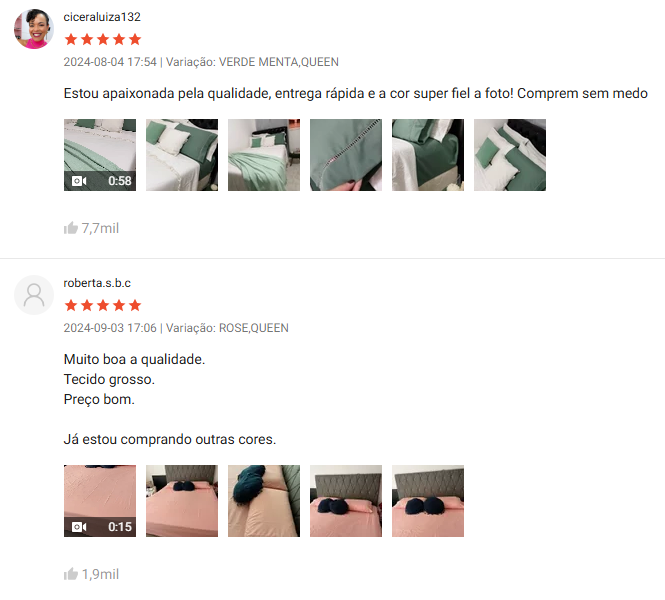 ciceraluiza132
2024-08-04 17:54 | Variação: VERDE MENTA,QUEEN
Estou apaixonada pela qualidade, entrega rápida e a cor super fiel a foto! Comprem sem medo
0:58
7,7mil
roberta.s.b.c
2024-09-03 17:06 | Variação: ROSE,QUEEN
Muito boa a qualidade.
Tecido grosso.
Preço bom.
Já estou comprando outras cores.
0:15
1,9mil